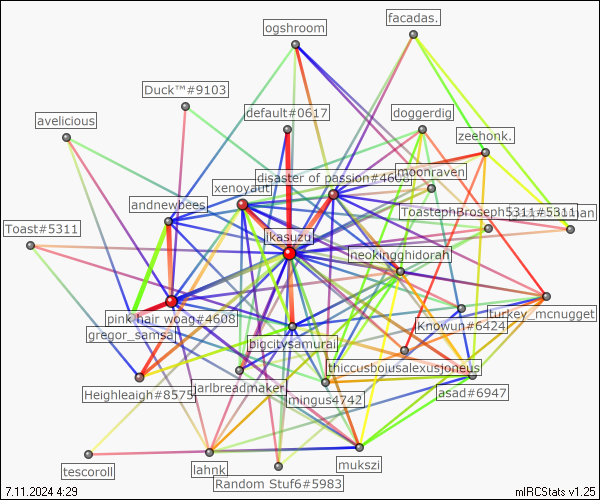 facadas.
ogshroom
Duck™#9103
default#0617
avelicious
doggerdig
zeehonk.
moonraven
disaster of passion#4608
xenoyaut
andnewbees
ToastephBroseph5311#5311
Toast#5311
ikasuzu
neokingghidorah
pink hair woag#4608
turkey_mcnugget
Knowun#6424
gregor_samsa
bigcitysamurai
thiccusboiusalexusjoneus
jarlbreadmaker
Heighleaigh#8575
mingus4742
asad#6947
mukszi
tescoroll
lahnk
Random Stuf6#5983
7.11.2024 4:29
mIRCStats v1.25